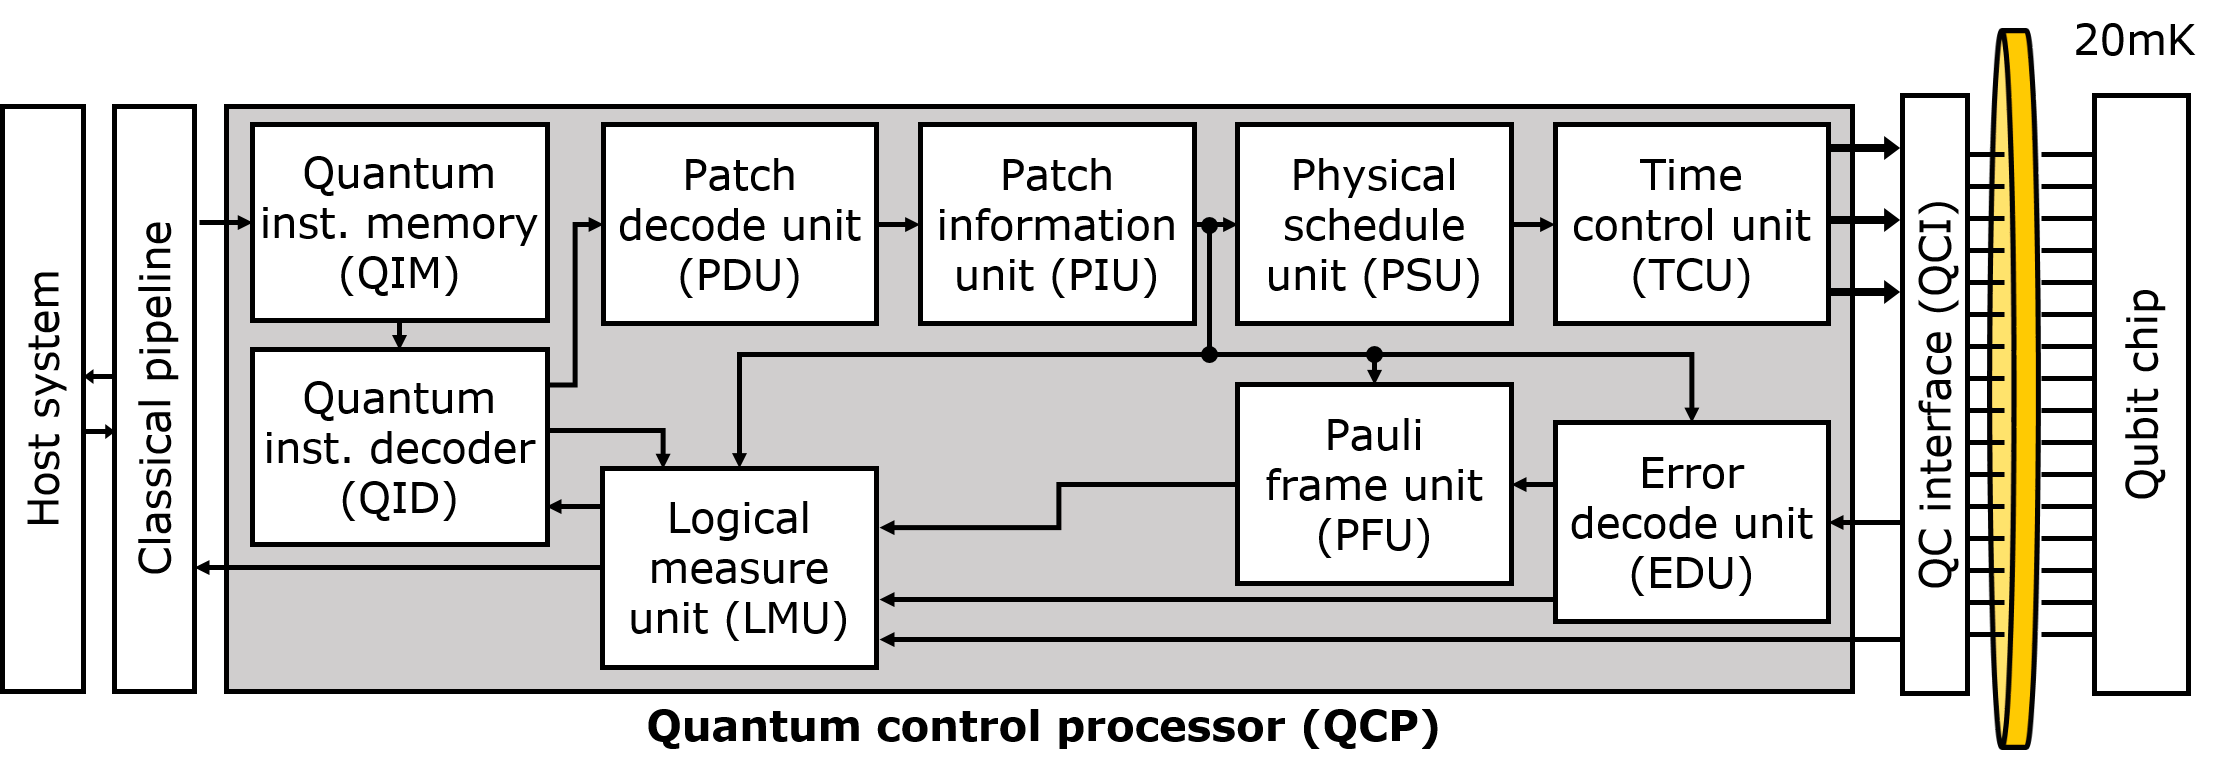 20mK
Host system
Classical pipeline
Quantum
inst. memory
(QIM)
Patch
decode unit
(PDU)
Patch
information
unit (PIU)
Physical
schedule
unit (PSU)
Time
control unit
(TCU)
QC interface (QCI)
Qubit chip
Quantum
inst. decoder
(QID)
Logical
measure
unit (LMU)
Pauli
frame unit
(PFU)
Error
decode unit
(EDU)
Quantum control processor (QCP)